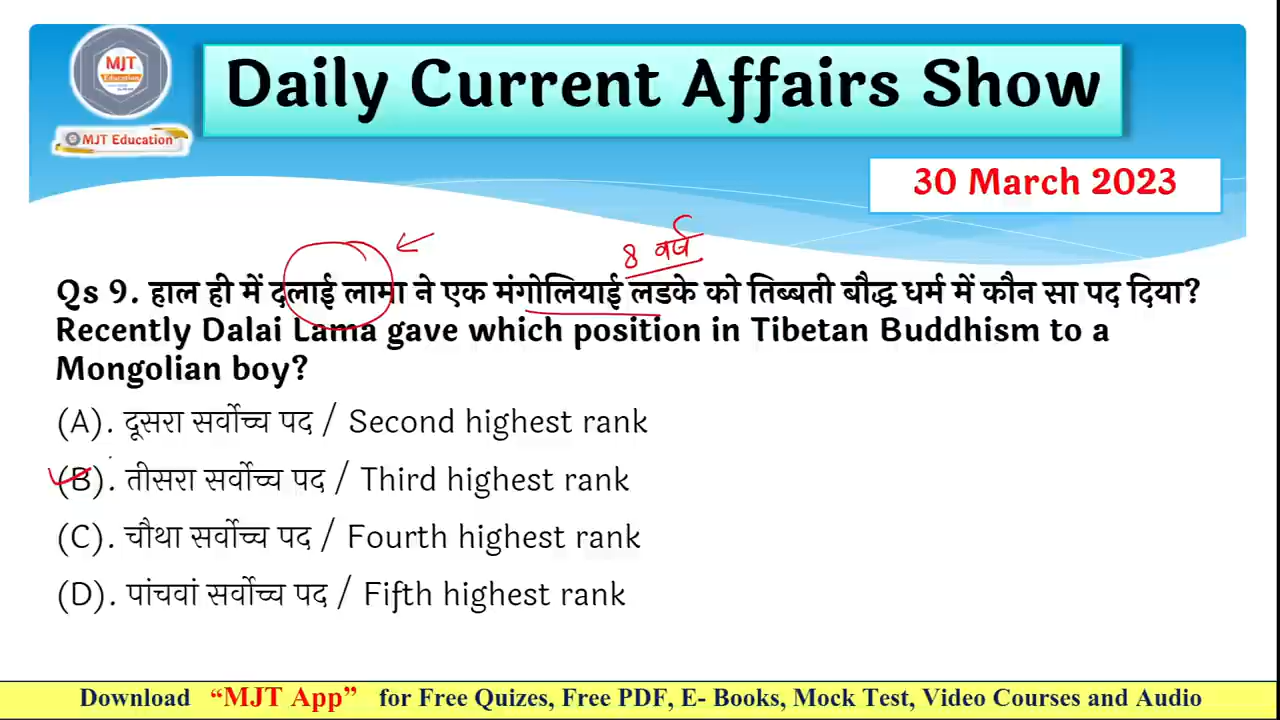 MJT
Education
MJT Education
Daily Current Affairs Show
30 March 2023
8 वर्ष
Qs 9. हाल ही में दलाई लामा ने एक मंगोलियाई लडके को तिब्बती बौद्ध धर्म में कौन सा पद दिया?
Recently Dalai Lama gave which position in Tibetan Buddhism to a
Mongolian boy?
(A). दूसरा सर्वोच्च पद / Second highest rank
(B). तीसरा सर्वोच्च पद / Third highest rank
(C). चौथा सर्वोच्च पद / Fourth highest rank
(D). पांचवां सर्वोच्च पद / Fifth highest rank
Download “MJT App” for Free Quizes, Free PDF, E- Books, Mock Test, Video Courses and Audio